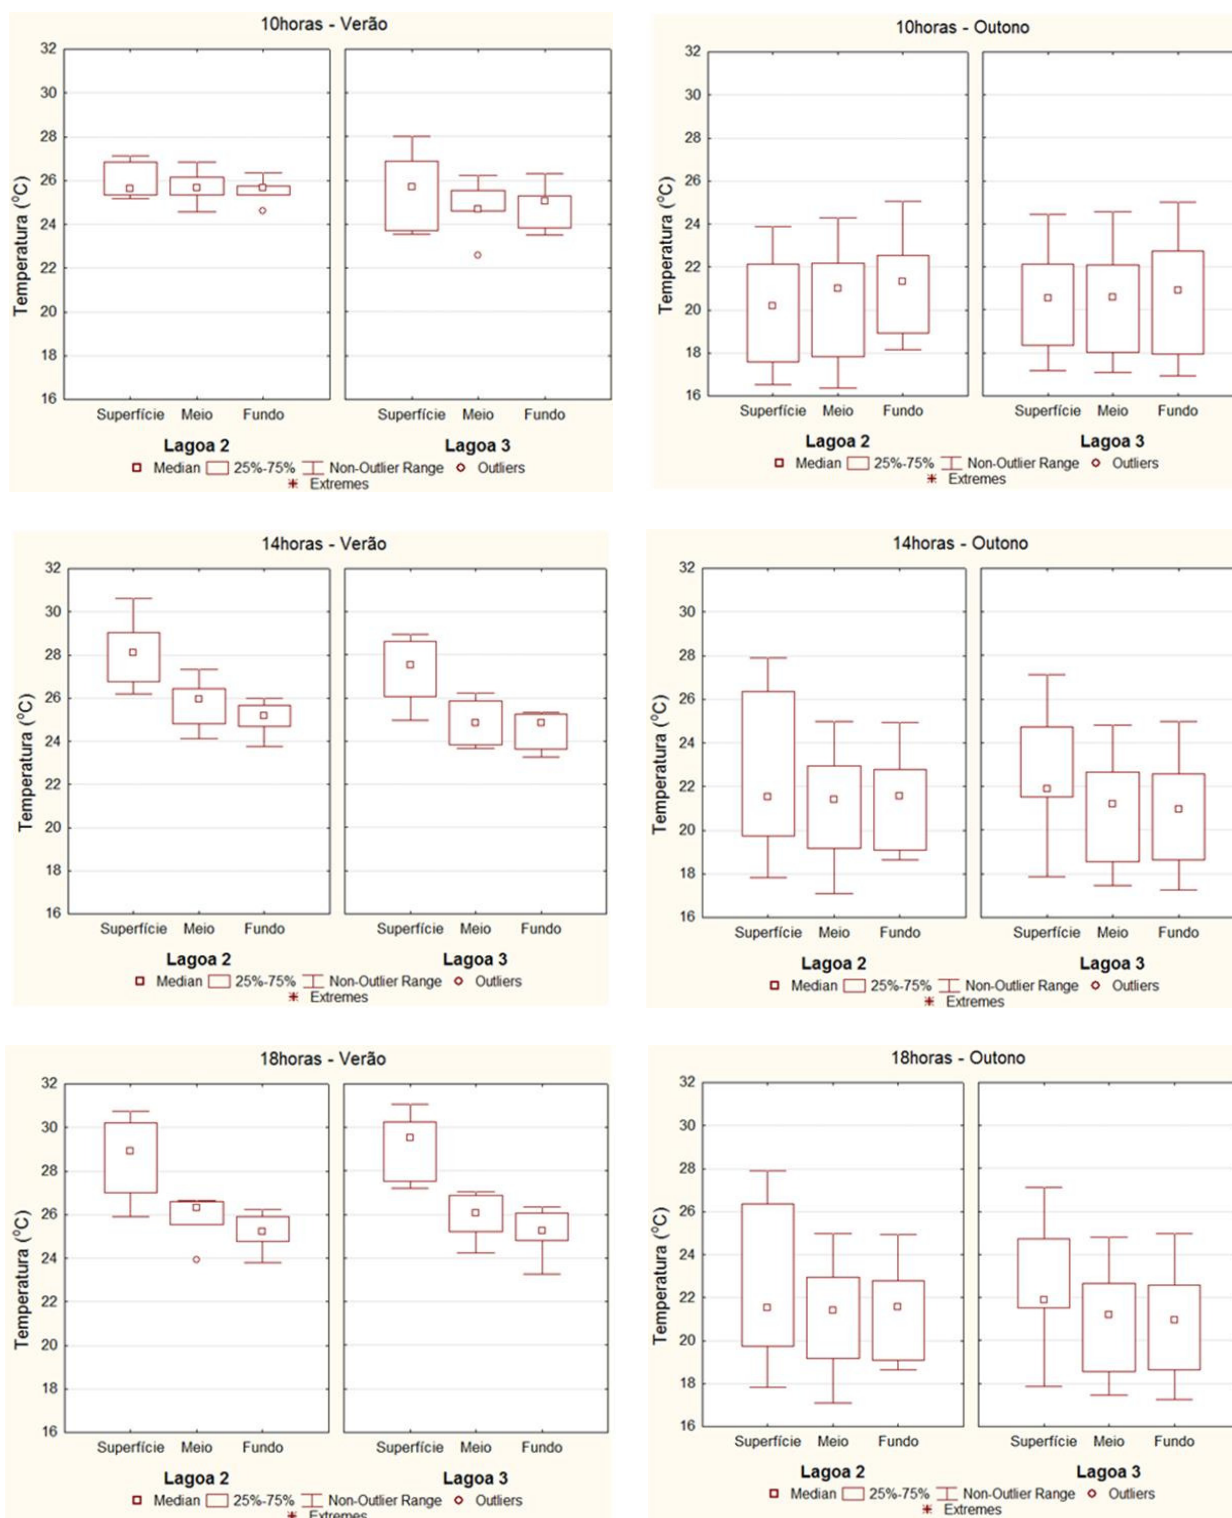 10horas - Verão
32
30
28
26
24
22
20
18
16
Temperatura (°C)
Superfície Meio Fundo Superfície Meio Fundo
Lagoa 2 Lagoa 3
Median 25%-75% Non-Outlier Range Outliers
Extremes
10horas - Outono
32
30
28
26
24
22
20
18
16
Temperatura (°C)
Superfície Meio Fundo Superfície Meio Fundo
Lagoa 2 Lagoa 3
Median 25%-75% Non-Outlier Range Outliers
Extremes
14horas - Verão
32
30
28
26
24
22
20
18
16
Temperatura (°C)
Superfície Meio Fundo Superfície Meio Fundo
Lagoa 2 Lagoa 3
Median 25%-75% Non-Outlier Range Outliers
Extremes
14horas - Outono
32
30
28
26
24
22
20
18
16
Temperatura (°C)
Superfície Meio Fundo Superfície Meio Fundo
Lagoa 2 Lagoa 3
Median 25%-75% Non-Outlier Range Outliers
Extremes
18horas - Verão
32
30
28
26
24
22
20
18
16
Temperatura (°C)
Superfície Meio Fundo Superfície Meio Fundo
Lagoa 2 Lagoa 3
Median 25%-75% Non-Outlier Range Outliers
Extremes
18horas - Outono
32
30
28
26
24
22
20
18
16
Temperatura (°C)
Superfície Meio Fundo Superfície Meio Fundo
Lagoa 2 Lagoa 3
Median 25%-75% Non-Outlier Range Outliers
Extremes